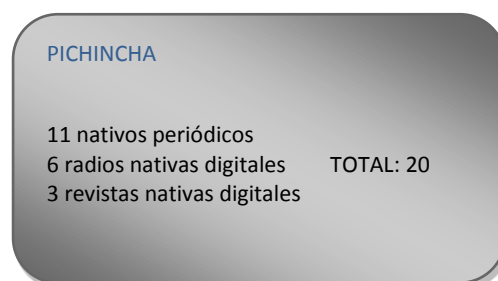 PICHINCHA
11 nativos periódicos
6 radios nativas digitales TOTAL: 20
3 revistas nativas digitales